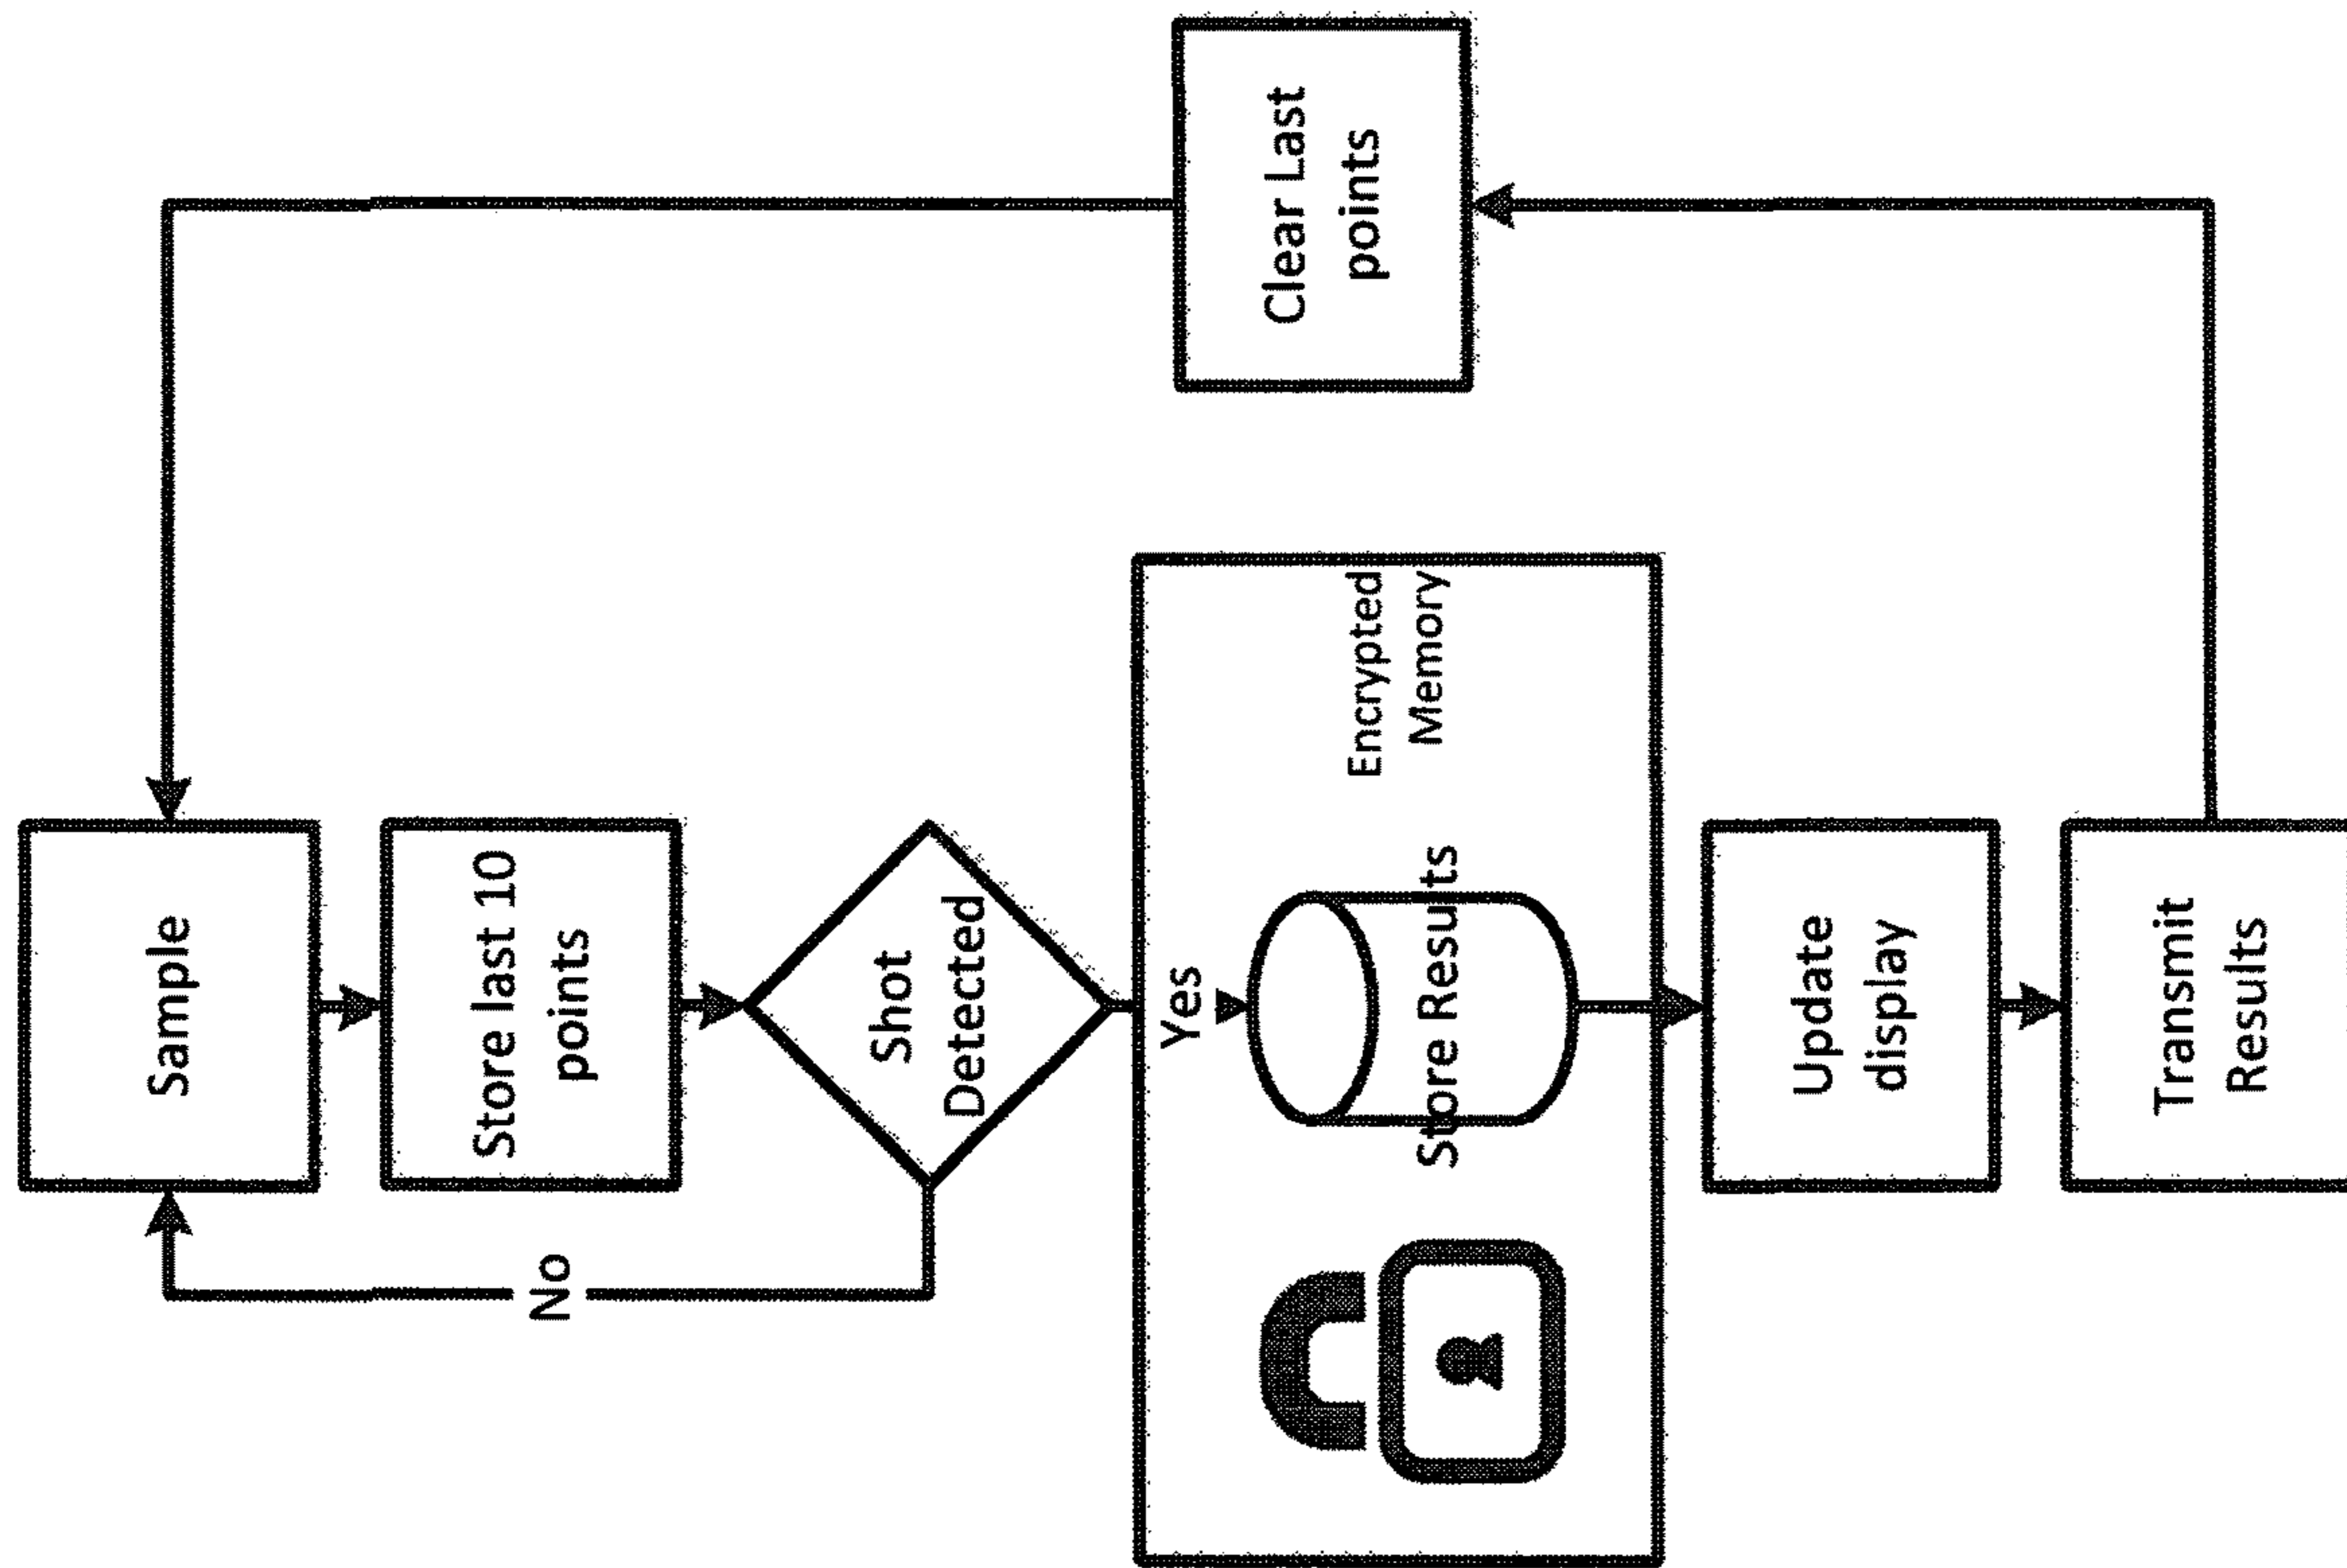 Sample
Store last 10
points
No
Shot
Detected
Yes
Store Results
Encrypted
Memory
Update
display
Transmit
Results
Clear Last
points